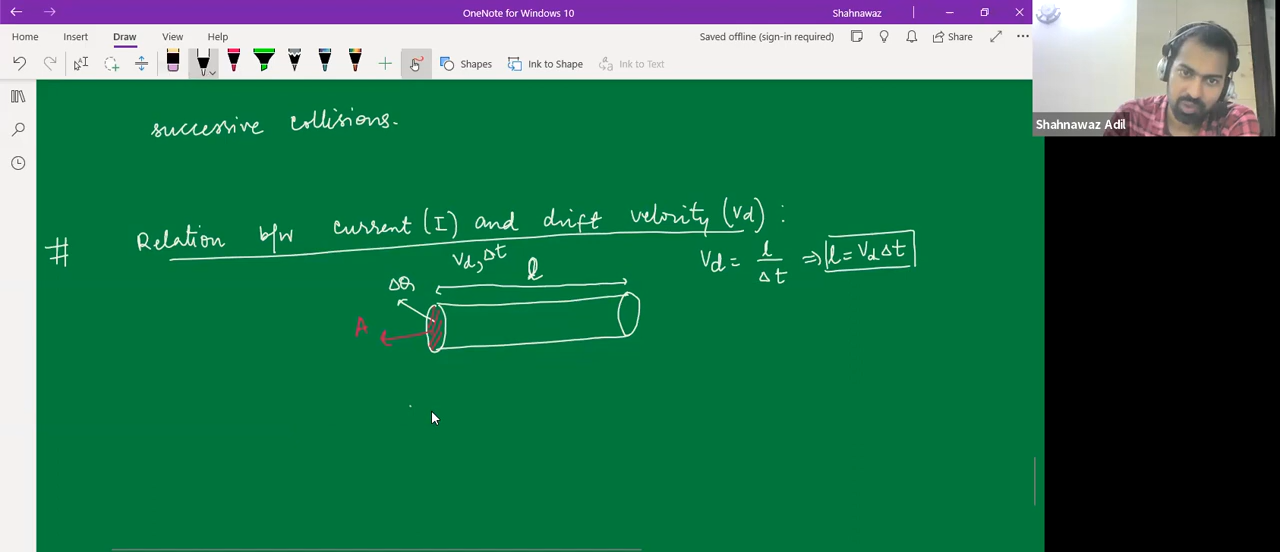 OneNote for Windows 10
Shahnawaz
Home Insert Draw View Help
Saved offline (sign-in required)
Share
Shapes
Ink to Shape
Ink to Text
Shahnawaz Adil
successive collisions.
# Relation b/w current (I) and drift velocity (Vd) :
Vd, Δt
l
Vd = l / Δt ⇒ l = Vd Δt
ΔQ
A